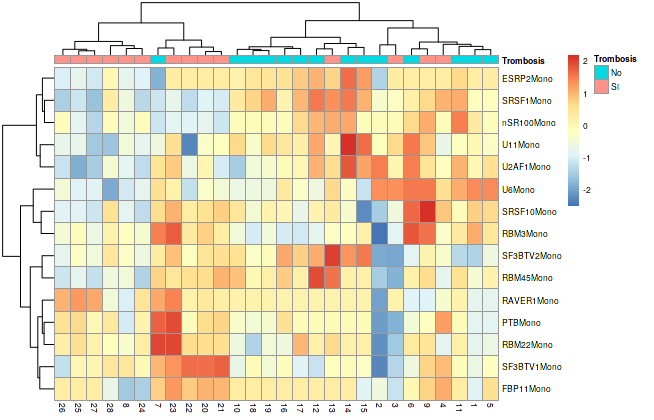 Trombosis
Trombosis
No
SI
2
1
0
-1
-2
ESRP2Mono
SRSF1Mono
nSR100Mono
U11Mono
U2AF1Mono
U6Mono
SRSF10Mono
RBM3Mono
SF3BTV2Mono
RBM45Mono
RAVER1Mono
PTBMono
RBM22Mono
SF3BTV1Mono
FBP11Mono
26 25 27 28 8 24 7 23 22 20 21 10 18 19 16 17 12 13 14 15 2 3 6 9 4 11 1 5